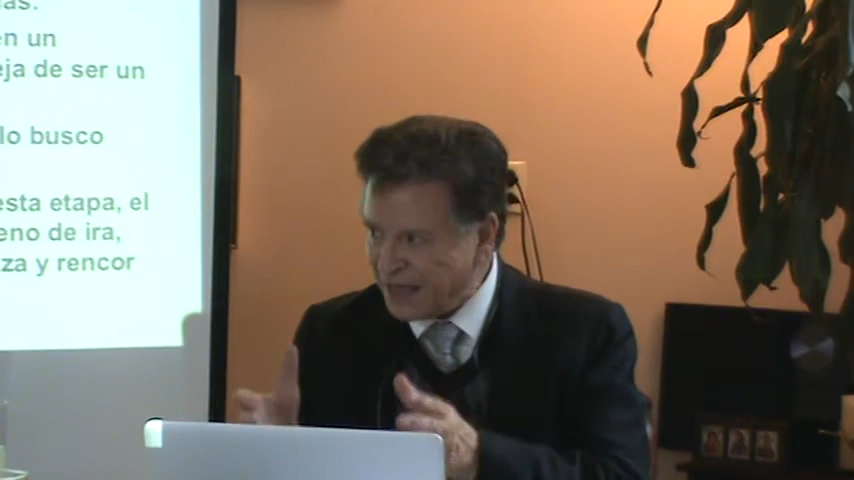 en un
eja de ser un
lo busco
esta etapa, el
eno de ira,
za y rencor